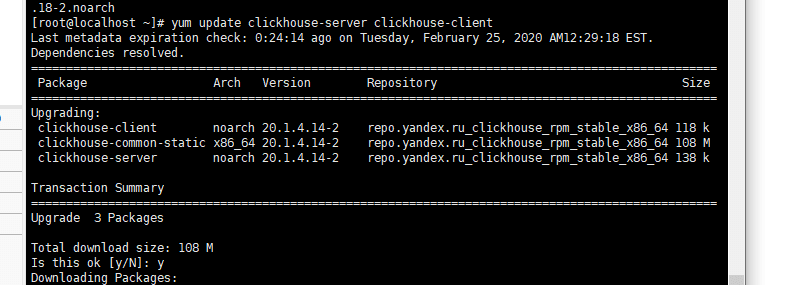 .18-2.noarch
[root@localhost ~]# yum update clickhouse-server clickhouse-client
Last metadata expiration check: 0:24:14 ago on Tuesday, February 25, 2020 AM12:29:18 EST.
Dependencies resolved.
================================================================================================
Package Arch Version Repository Size
================================================================================================
Upgrading:
clickhouse-client noarch 20.1.4.14-2 repo.yandex.ru_clickhouse_rpm_stable_x86_64 118 k
clickhouse-common-static x86_64 20.1.4.14-2 repo.yandex.ru_clickhouse_rpm_stable_x86_64 108 M
clickhouse-server noarch 20.1.4.14-2 repo.yandex.ru_clickhouse_rpm_stable_x86_64 138 k
Transaction Summary
================================================================================================
Upgrade 3 Packages
Total download size: 108 M
Is this ok [y/N]: y
Downloading Packages: